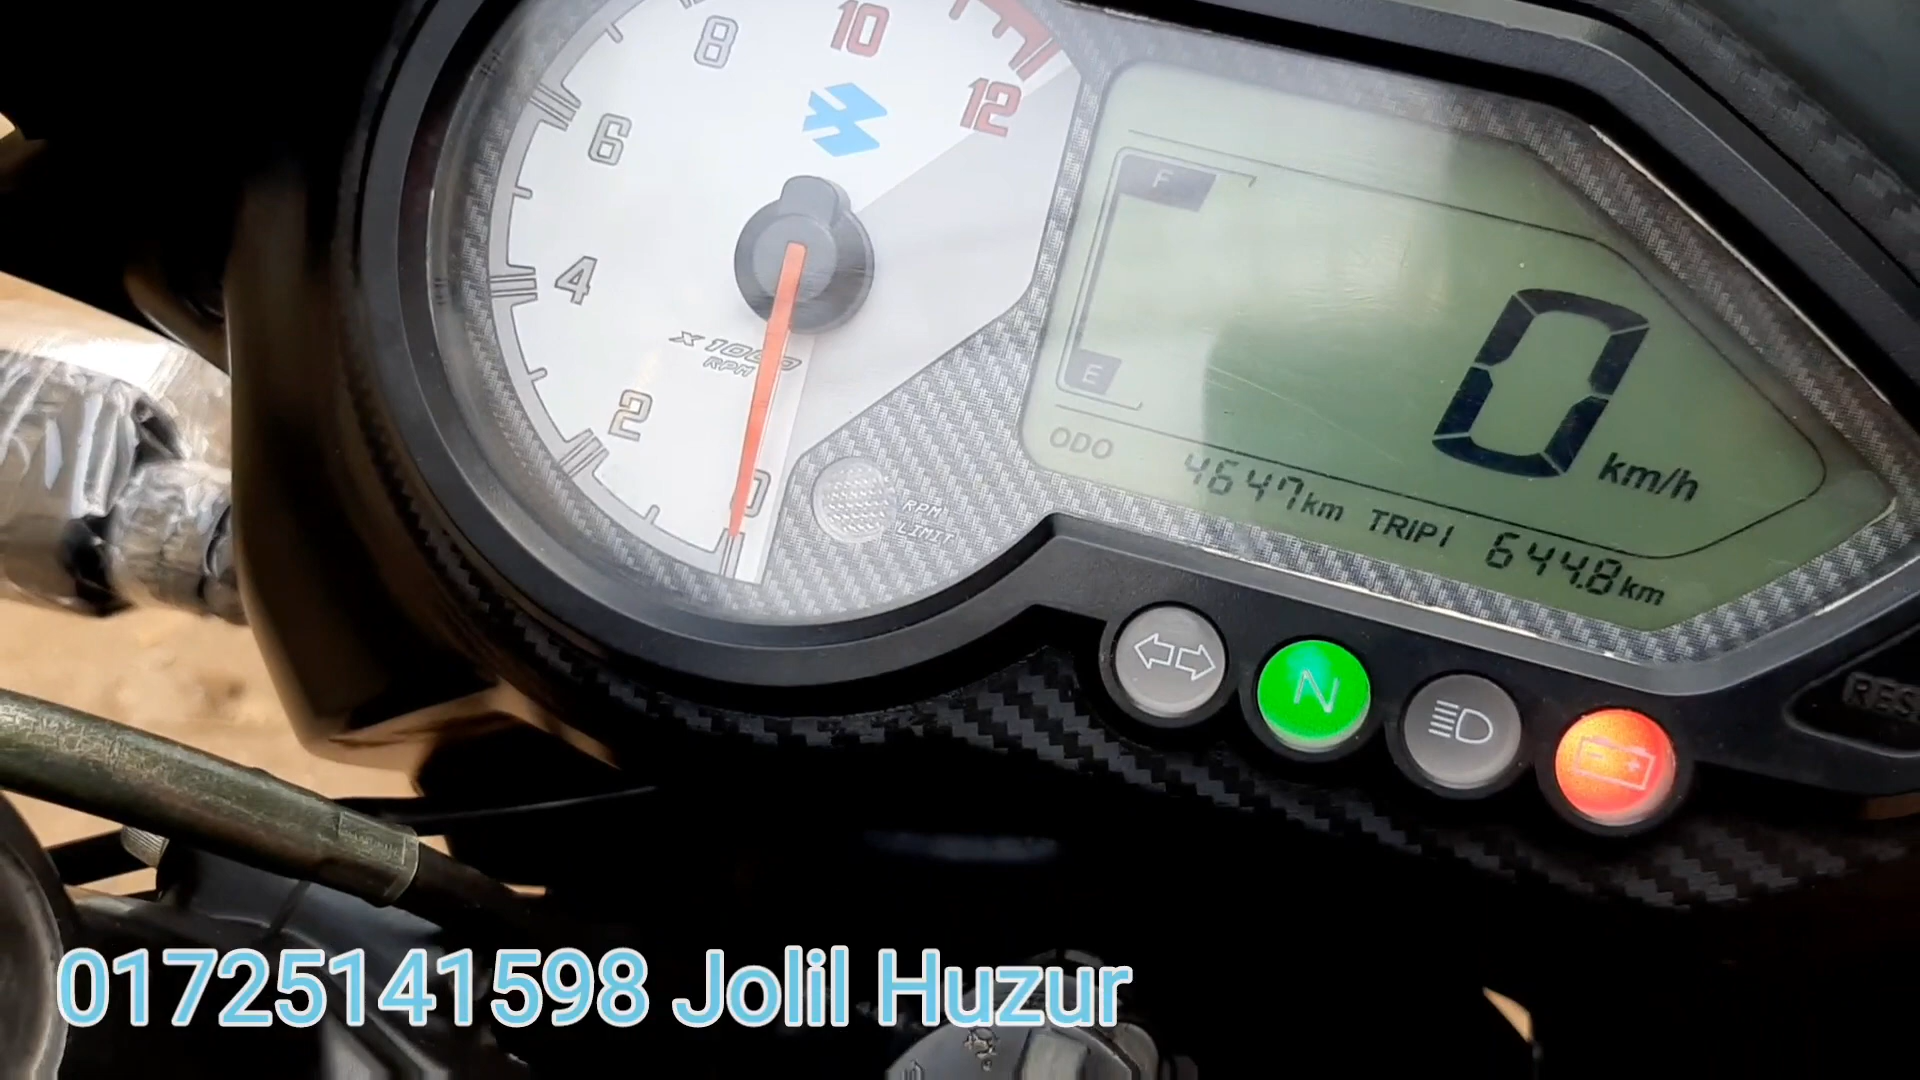 8
10
12
6
4
2
0
X 1000
RPM
RPM
LIMIT
F
E
0 km/h
ODO 4647km TRIP1 644.8km
N
- +
01725141598 Jolil Huzur